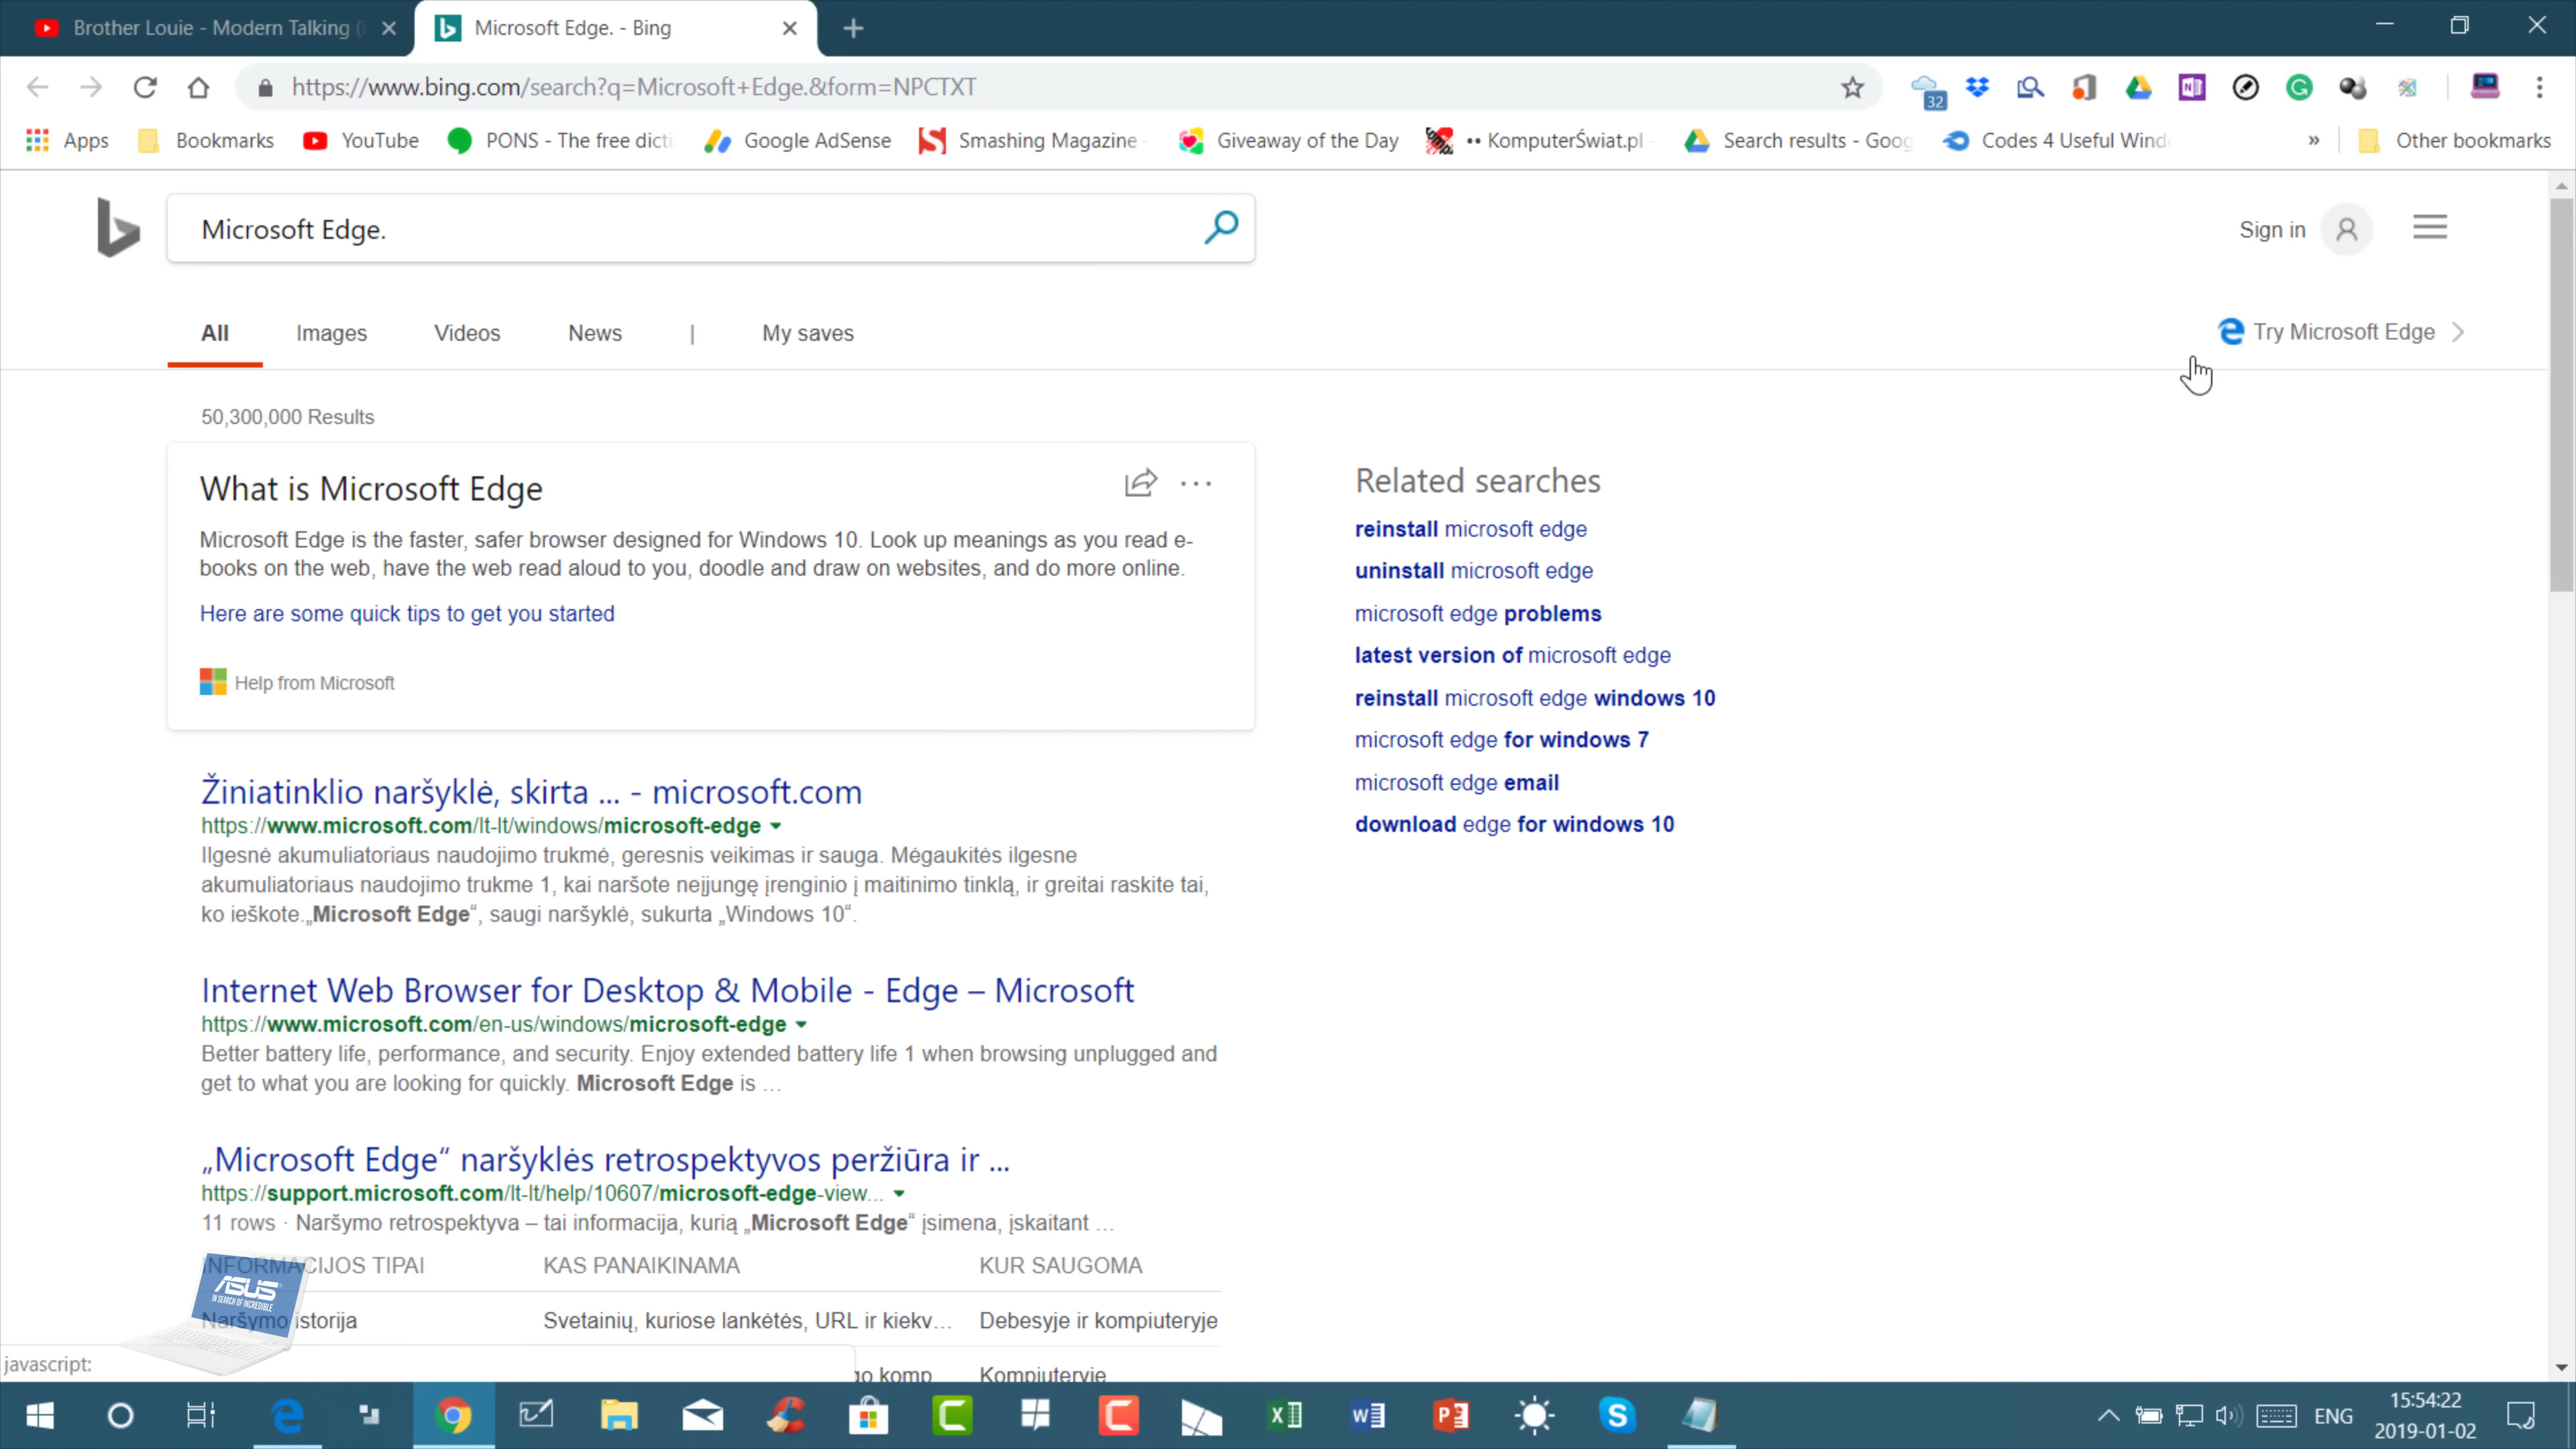 Brother Louie - Modern Talking (
Microsoft Edge. - Bing
https://www.bing.com/search?q=Microsoft+Edge.&form=NPCTXT
32
Apps
Bookmarks
YouTube
PONS - The free dicti
Google AdSense
Smashing Magazine -
Giveaway of the Day
•• KomputerŚwiat.pl -
Search results - Goog
Codes 4 Useful Wind
»
Other bookmarks
Microsoft Edge.
Sign in
All
Images
Videos
News
|
My saves
Try Microsoft Edge
50,300,000 Results
What is Microsoft Edge
Microsoft Edge is the faster, safer browser designed for Windows 10. Look up meanings as you read e-
books on the web, have the web read aloud to you, doodle and draw on websites, and do more online.
Here are some quick tips to get you started
Help from Microsoft
Related searches
reinstall microsoft edge
uninstall microsoft edge
microsoft edge problems
latest version of microsoft edge
reinstall microsoft edge windows 10
microsoft edge for windows 7
microsoft edge email
download edge for windows 10
Žiniatinklio naršyklė, skirta ... - microsoft.com
https://www.microsoft.com/lt-lt/windows/microsoft-edge
Ilgesnė akumuliatoriaus naudojimo trukmė, geresnis veikimas ir sauga. Mėgaukitės ilgesne
akumuliatoriaus naudojimo trukme 1, kai naršote neįjungę įrenginio į maitinimo tinklą, ir greitai raskite tai,
ko ieškote.„Microsoft Edge“, saugi naršyklė, sukurta „Windows 10“.
Internet Web Browser for Desktop & Mobile - Edge – Microsoft
https://www.microsoft.com/en-us/windows/microsoft-edge
Better battery life, performance, and security. Enjoy extended battery life 1 when browsing unplugged and
get to what you are looking for quickly. Microsoft Edge is ...
„Microsoft Edge“ naršyklės retrospektyvos peržiūra ir ...
https://support.microsoft.com/lt-lt/help/10607/microsoft-edge-view...
11 rows · Naršymo retrospektyva – tai informacija, kurią „Microsoft Edge“ įsimena, įskaitant ...
INFORMACIJOS TIPAI
KAS PANAIKINAMA
KUR SAUGOMA
ASUS
IN SEARCH OF INCREDIBLE
Naršymo istorija
Svetainių, kuriose lankėtės, URL ir kiekv...
Debesyje ir kompiuteryje
javascript:
go komp
Kompiuteryje
ENG
15:54:22
2019-01-02